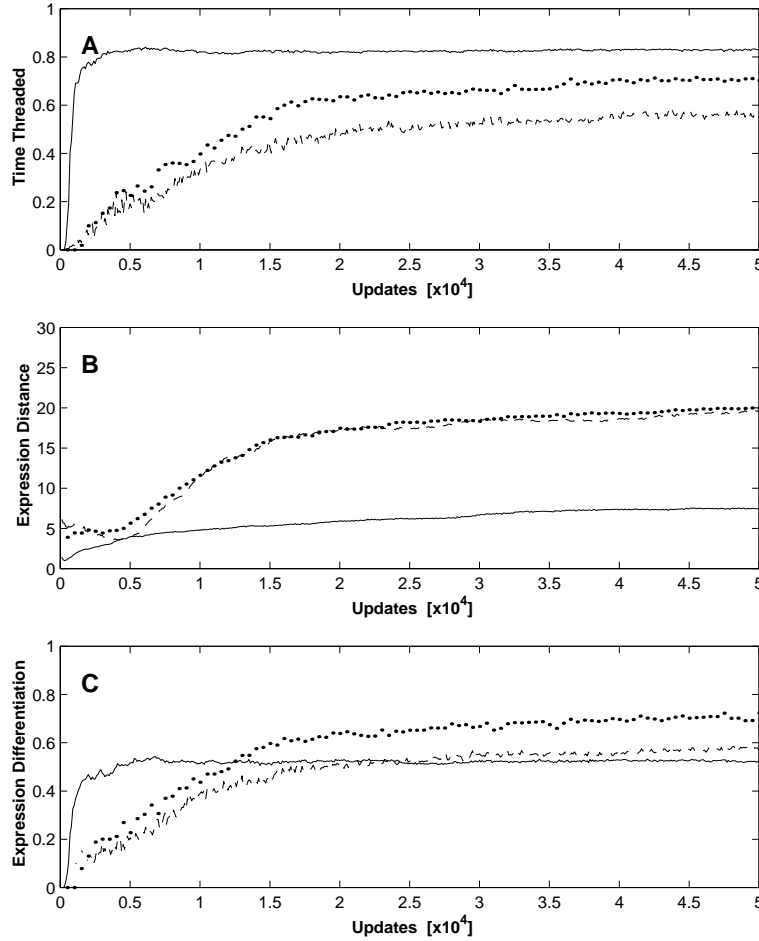 1
A
0.8
0.6
0.4
0.2
0
Time Threaded
0 0.5 1 1.5 2 2.5 3 3.5 4 4.5 5
Updates [x10^4]
30
B
25
20
15
10
5
0
Expression Distance
0 0.5 1 1.5 2 2.5 3 3.5 4 4.5 5
Updates [x10^4]
1
C
0.8
0.6
0.4
0.2
0
Expression Differentiation
0 0.5 1 1.5 2 2.5 3 3.5 4 4.5 5
Updates [x10^4]